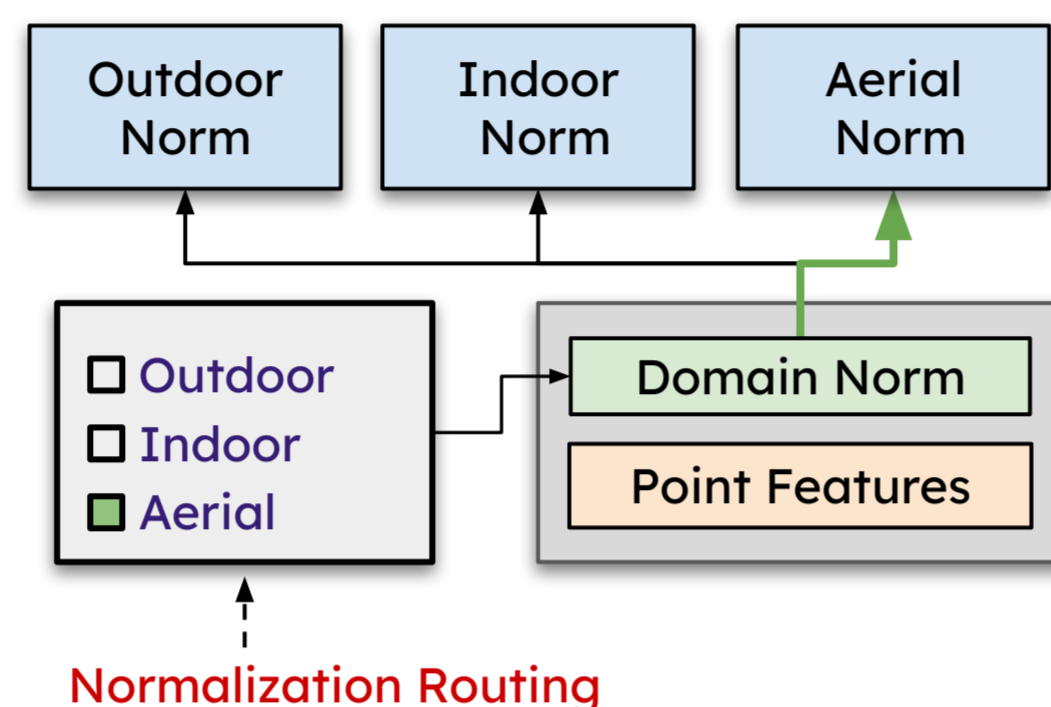 Outdoor
Norm
Indoor
Norm
Aerial
Norm
Outdoor
Indoor
Aerial
Domain Norm
Point Features
Normalization Routing